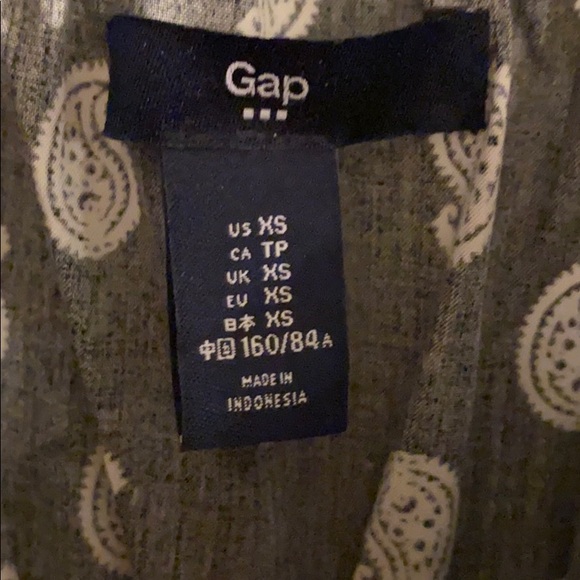 Gap
US XS
CA TP
UK XS
EU XS
日本 XS
中国 160/84A
MADE IN
INDONESIA